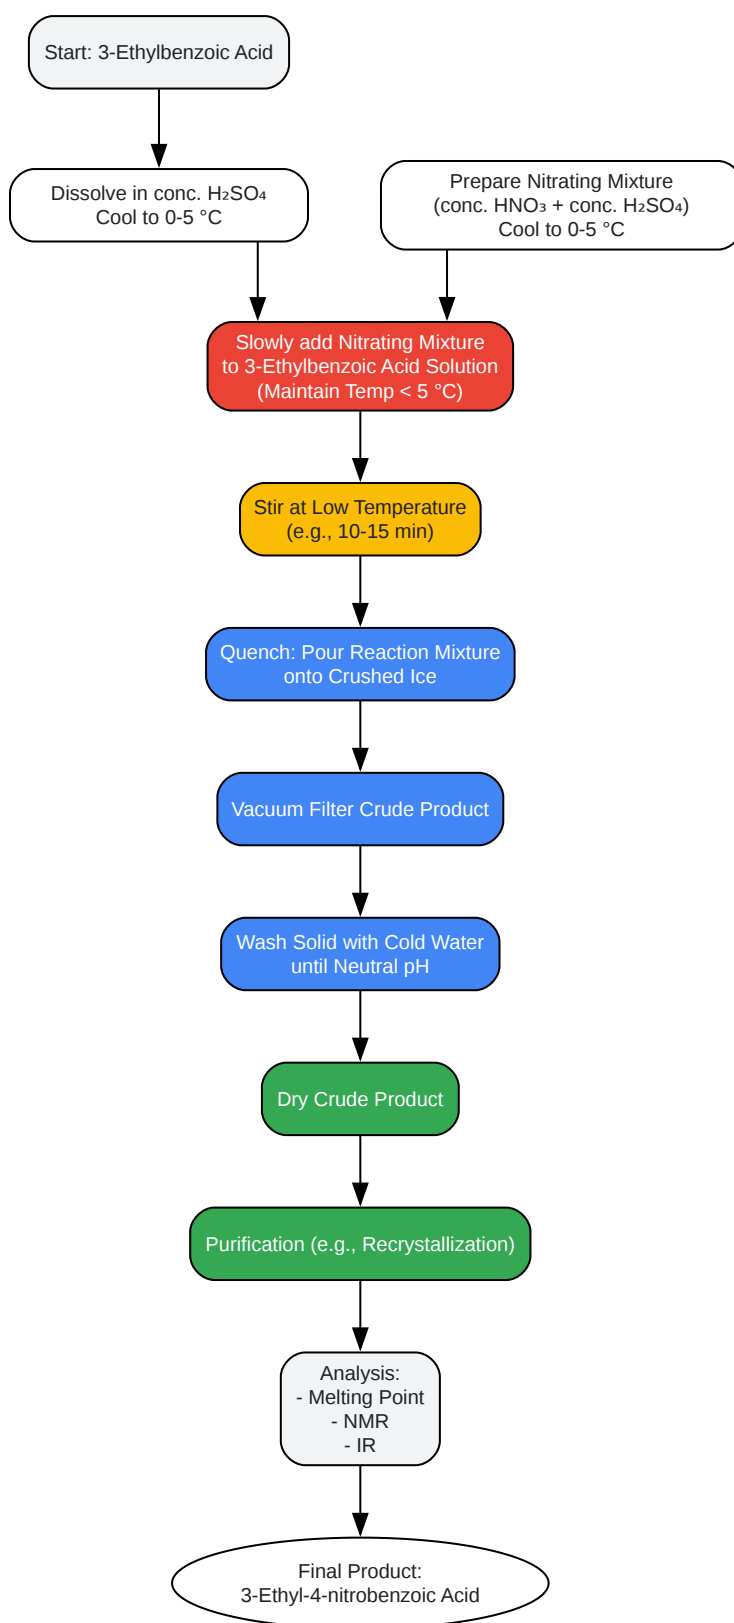 Start: 3-Ethylbenzoic Acid
Dissolve in conc. H₂SO₄
Cool to 0-5 °C
Prepare Nitrating Mixture
(conc. HNO₃ + conc. H₂SO₄)
Cool to 0-5 °C
Slowly add Nitrating Mixture
to 3-Ethylbenzoic Acid Solution
(Maintain Temp < 5 °C)
Stir at Low Temperature
(e.g., 10-15 min)
Quench: Pour Reaction Mixture
onto Crushed Ice
Vacuum Filter Crude Product
Wash Solid with Cold Water
until Neutral pH
Dry Crude Product
Purification (e.g., Recrystallization)
Analysis:
- Melting Point
- NMR
- IR
Final Product:
3-Ethyl-4-nitrobenzoic Acid